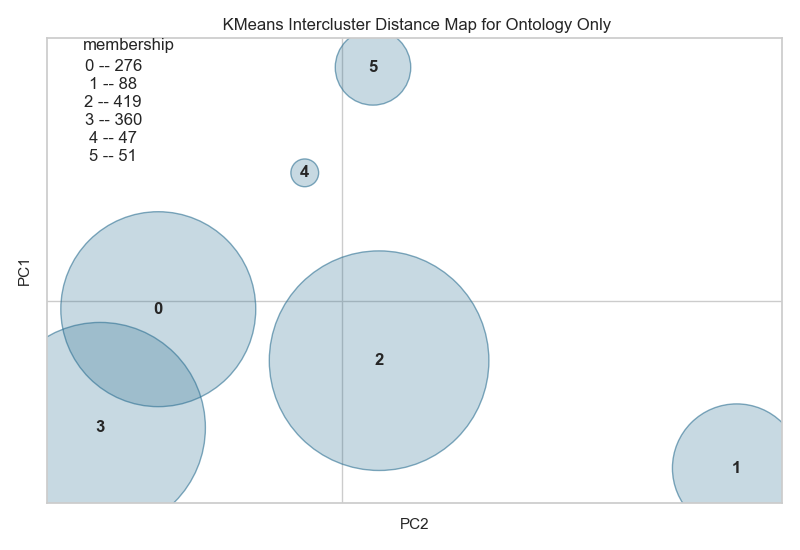 KMeans Intercluster Distance Map for Ontology Only
membership
0 -- 276
1 -- 88
2 -- 419
3 -- 360
4 -- 47
5 -- 51
5
4
0
2
3
1
PC1
PC2